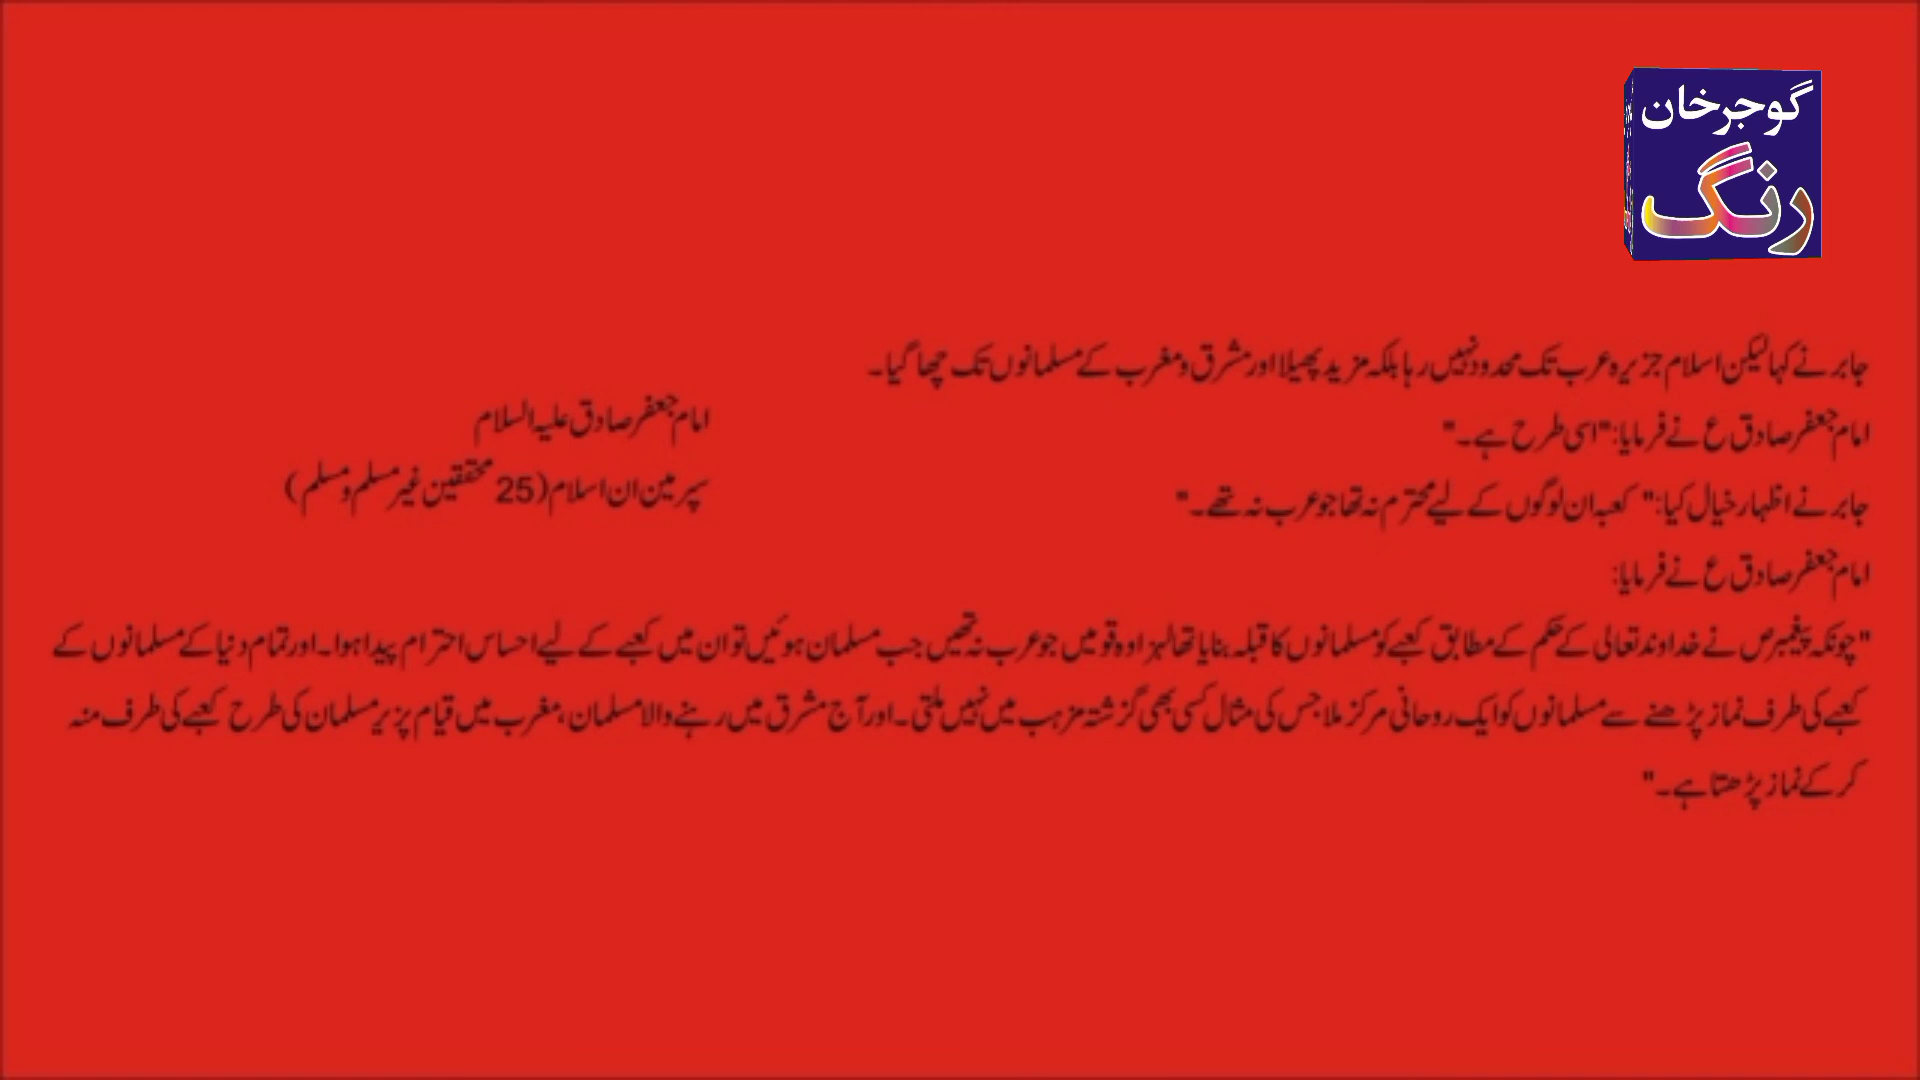 گوجرخان
رنگ
جابر نے کہا لیکن اسلام جزیرہ عرب تک محدود نہیں رہا بلکہ مزید پھیلا اور مشرق و مغرب کے مسلمانوں تک چھا گیا۔
امام جعفر صادق ع نے فرمایا:"اسی طرح ہے۔"
جابر نے اظہار خیال کیا:" کعبہ ان لوگوں کے لیے محترم نہ تھا جو عرب نہ تھے۔"
امام جعفر صادق ع نے فرمایا:
"چونکہ پیغمبر ص نے خداوند تعالی کے حکم کے مطابق کعبے کو مسلمانوں کا قبلہ بنایا تھا لہزا وہ قومیں جو عرب نہ تھیں جب مسلمان ہوئیں تو ان میں کعبے کے لیے احساس احترام پیدا ہوا۔اور تمام دنیا کے مسلمانوں کے
کعبے کی طرف نماز پڑھنے سے مسلمانوں کو ایک روحانی مرکز ملا جس کی مثال کسی بھی گزشتہ مزہب میں نہیں ملتی۔اور آج مشرق میں رہنے والا مسلمان،مغرب میں قیام پزیر مسلمان کی طرح کعبے کی طرف منہ
کر کے نماز پڑھتا ہے۔"
امام جعفر صادق علیہ السلام
سپر مین ان اسلام(25 محققین غیر مسلم و مسلم)